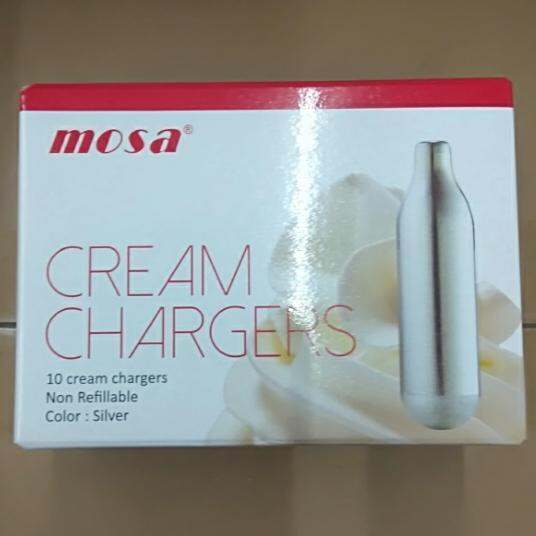 mosa®
CREAM
CHARGERS
10 cream chargers
Non Refillable
Color : Silver